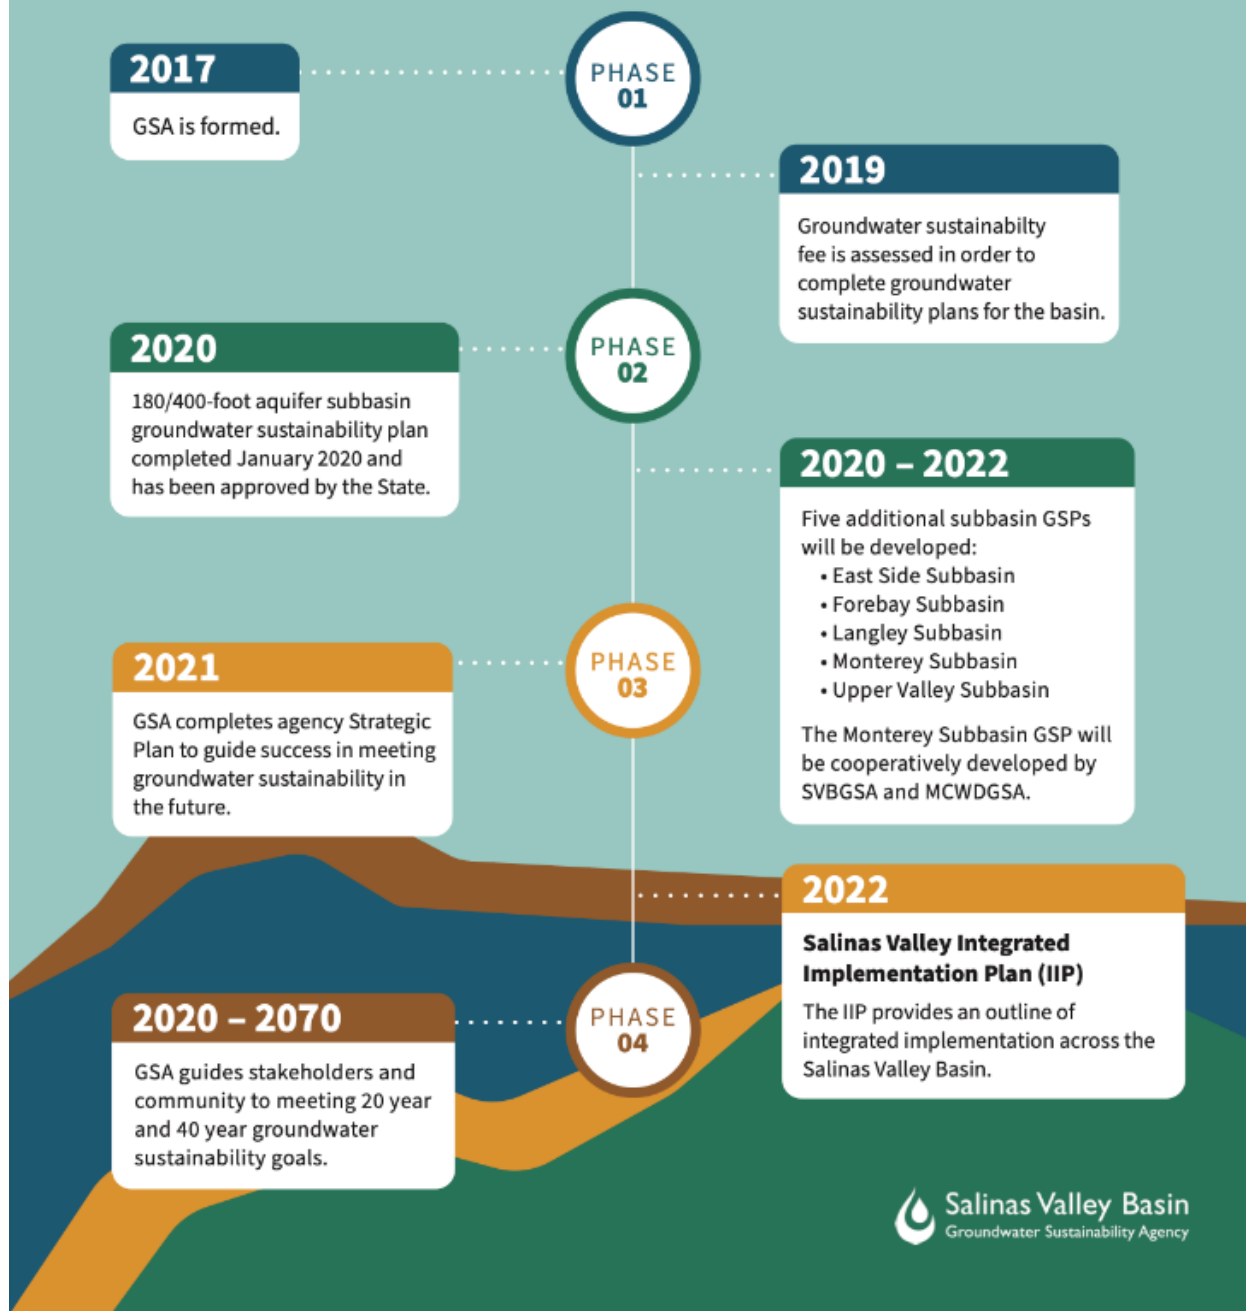 PHASE
01
2017
GSA is formed.
2019
Groundwater sustainabilty
fee is assessed in order to
complete groundwater
sustainability plans for the basin.
PHASE
02
2020
180/400-foot aquifer subbasin
groundwater sustainability plan
completed January 2020 and
has been approved by the State.
2020 – 2022
Five additional subbasin GSPs
will be developed:
• East Side Subbasin
• Forebay Subbasin
• Langley Subbasin
• Monterey Subbasin
• Upper Valley Subbasin
The Monterey Subbasin GSP will
be cooperatively developed by
SVBGSA and MCWDGSA.
PHASE
03
2021
GSA completes agency Strategic
Plan to guide success in meeting
groundwater sustainability in
the future.
2022
Salinas Valley Integrated
Implementation Plan (IIP)
The IIP provides an outline of
integrated implementation across the
Salinas Valley Basin.
PHASE
04
2020 – 2070
GSA guides stakeholders and
community to meeting 20 year
and 40 year groundwater
sustainability goals.
Salinas Valley Basin
Groundwater Sustainability Agency